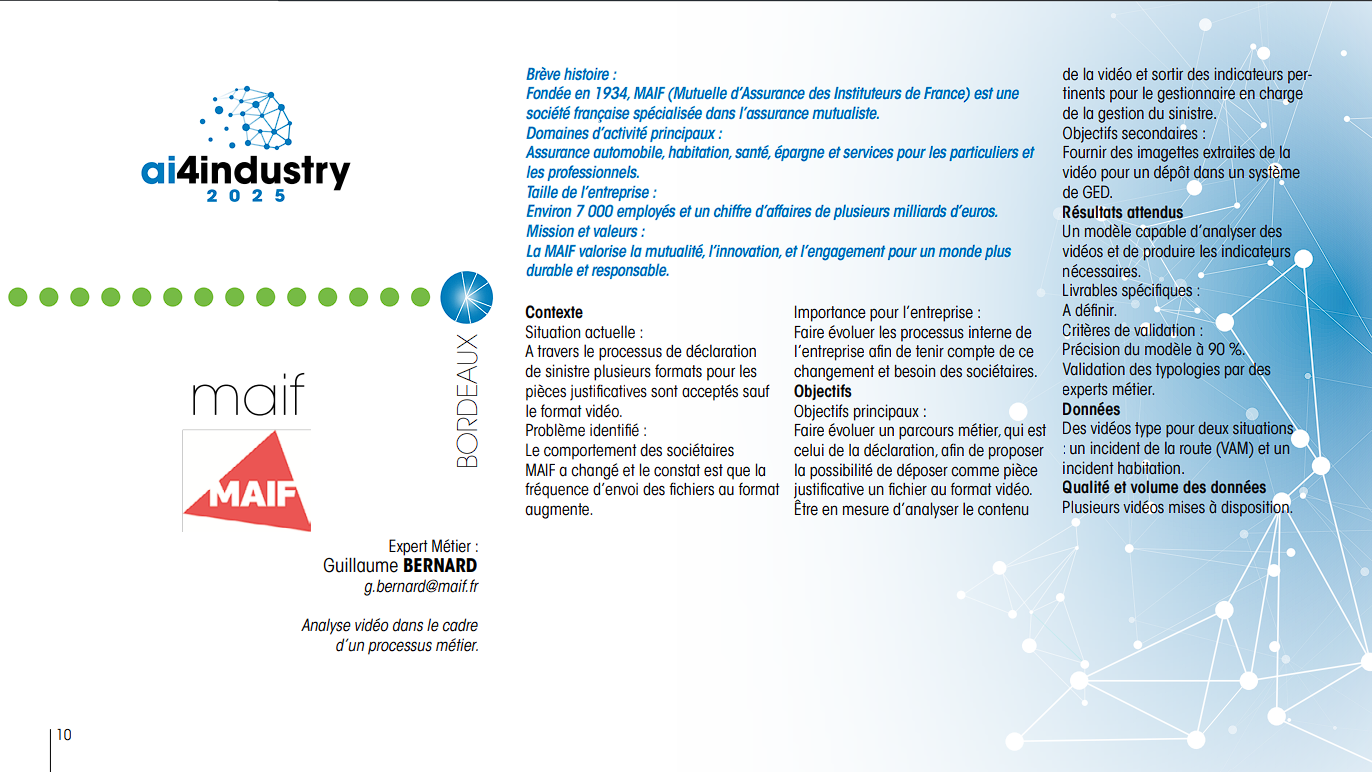 ai4industry
2025
BORDEAUX
maif
MAIF
Expert Métier :
Guillaume BERNARD
g.bernard@maif.fr
Analyse vidéo dans le cadre
d'un processus métier.
10
Brève histoire :
Fondée en 1934, MAIF (Mutuelle d'Assurance des Instituteurs de France) est une
société française spécialisée dans l'assurance mutualiste.
Domaines d'activité principaux :
Assurance automobile, habitation, santé, épargne et services pour les particuliers et
les professionnels.
Taille de l'entreprise :
Environ 7 000 employés et un chiffre d'affaires de plusieurs milliards d'euros.
Mission et valeurs :
La MAIF valorise la mutualité, l'innovation, et l'engagement pour un monde plus
durable et responsable.
Contexte
Situation actuelle :
A travers le processus de déclaration
de sinistre plusieurs formats pour les
pièces justificatives sont acceptés sauf
le format vidéo.
Problème identifié :
Le comportement des sociétaires
MAIF a changé et le constat est que la
fréquence d'envoi des fichiers au format
augmente.
Importance pour l'entreprise :
Faire évoluer les processus interne de
l'entreprise afin de tenir compte de ce
changement et besoin des sociétaires.
Objectifs
Objectifs principaux :
Faire évoluer un parcours métier, qui est
celui de la déclaration, afin de proposer
la possibilité de déposer comme pièce
justificative un fichier au format vidéo.
Être en mesure d'analyser le contenu
de la vidéo et sortir des indicateurs per-
tinents pour le gestionnaire en charge
de la gestion du sinistre.
Objectifs secondaires :
Fournir des imagettes extraites de la
vidéo pour un dépôt dans un système
de GED.
Résultats attendus
Un modèle capable d'analyser des
vidéos et de produire les indicateurs
nécessaires.
Livrables spécifiques :
A définir.
Critères de validation :
Précision du modèle à 90 %.
Validation des typologies par des
experts métier.
Données
Des vidéos type pour deux situations
: un incident de la route (VAM) et un
incident habitation.
Qualité et volume des données
Plusieurs vidéos mises à disposition.